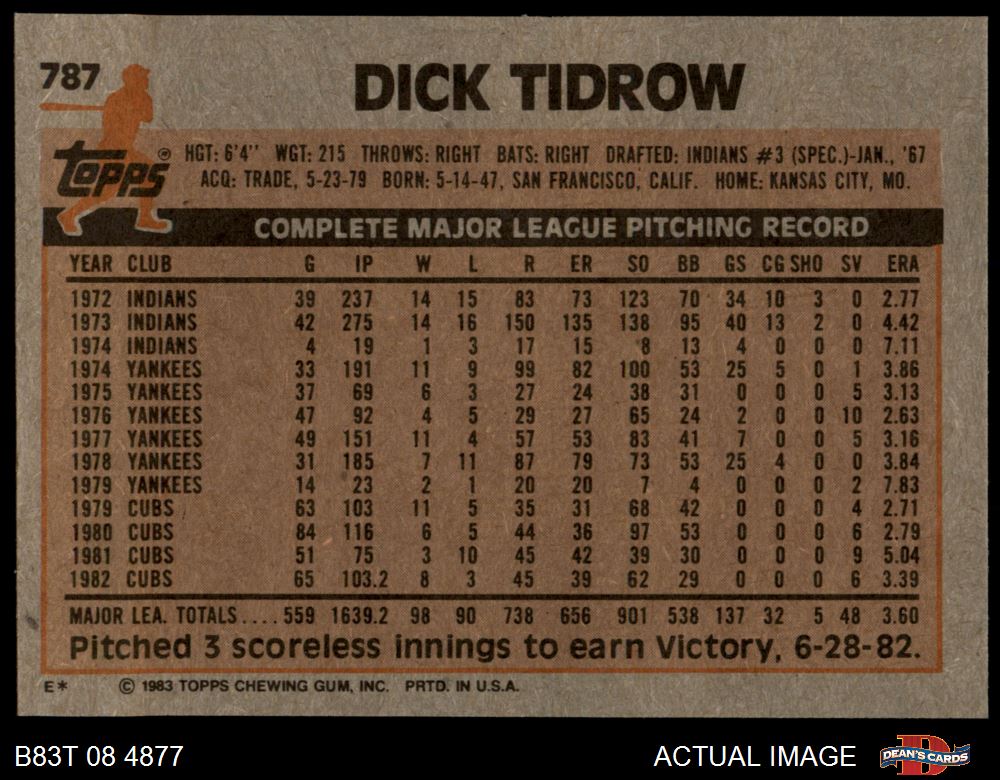 787
DICK TIDROW
Topps ®
HGT: 6'4" WGT: 215 THROWS: RIGHT BATS: RIGHT DRAFTED: INDIANS #3 (SPEC.)-JAN., '67
ACQ: TRADE, 5-23-79 BORN: 5-14-47, SAN FRANCISCO, CALIF. HOME: KANSAS CITY, MO.
COMPLETE MAJOR LEAGUE PITCHING RECORD
YEAR CLUB G IP W L R ER SO BB GS CG SHO SV ERA
1972 INDIANS 39 237 14 15 83 73 123 70 34 10 3 0 2.77
1973 INDIANS 42 275 14 16 150 135 138 95 40 13 2 0 4.42
1974 INDIANS 4 19 1 3 17 15 8 13 4 0 0 0 7.11
1974 YANKEES 33 191 11 9 99 82 100 53 25 5 0 1 3.86
1975 YANKEES 37 69 6 3 27 24 38 31 0 0 0 5 3.13
1976 YANKEES 47 92 4 5 29 27 65 24 2 0 0 10 2.63
1977 YANKEES 49 151 11 4 57 53 83 41 7 0 0 5 3.16
1978 YANKEES 31 185 7 11 87 79 73 53 25 4 0 0 3.84
1979 YANKEES 14 23 2 1 20 20 7 4 0 0 0 2 7.83
1979 CUBS 63 103 11 5 35 31 68 42 0 0 0 4 2.71
1980 CUBS 84 116 6 5 44 36 97 53 0 0 0 6 2.79
1981 CUBS 51 75 3 10 45 42 39 30 0 0 0 9 5.04
1982 CUBS 65 103.2 8 3 45 39 62 29 0 0 0 6 3.39
MAJOR LEA. TOTALS.... 559 1639.2 98 90 738 656 901 538 137 32 5 48 3.60
Pitched 3 scoreless innings to earn Victory, 6-28-82.
E* © 1983 TOPPS CHEWING GUM, INC. PRTD. IN U.S.A.
B83T 08 4877 ACTUAL IMAGE DEAN'S CARDS